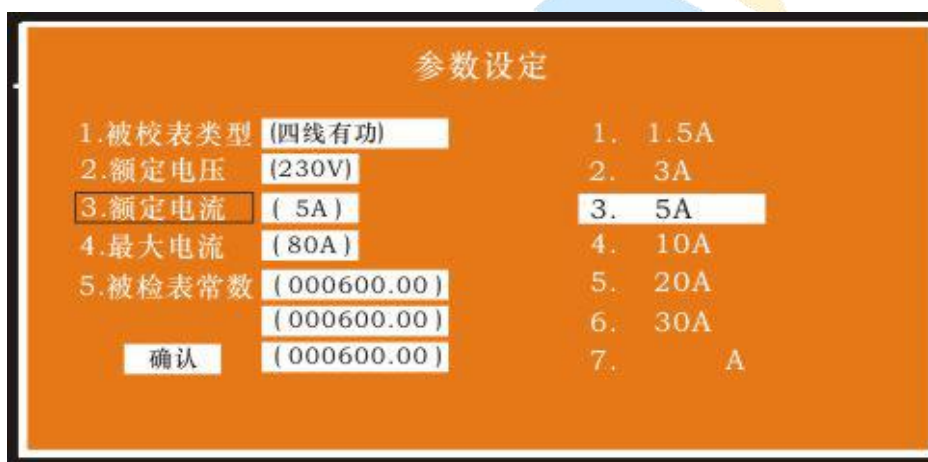 参数设定
1.被校表类型 (四线有功) 1. 1.5A
2.额定电压 (230V) 2. 3A
3.额定电流 ( 5A ) 3. 5A
4.最大电流 ( 80A ) 4. 10A
5.被检表常数 ( 000600.00 ) 5. 20A
( 000600.00 ) 6. 30A
确认 ( 000600.00 ) 7. A